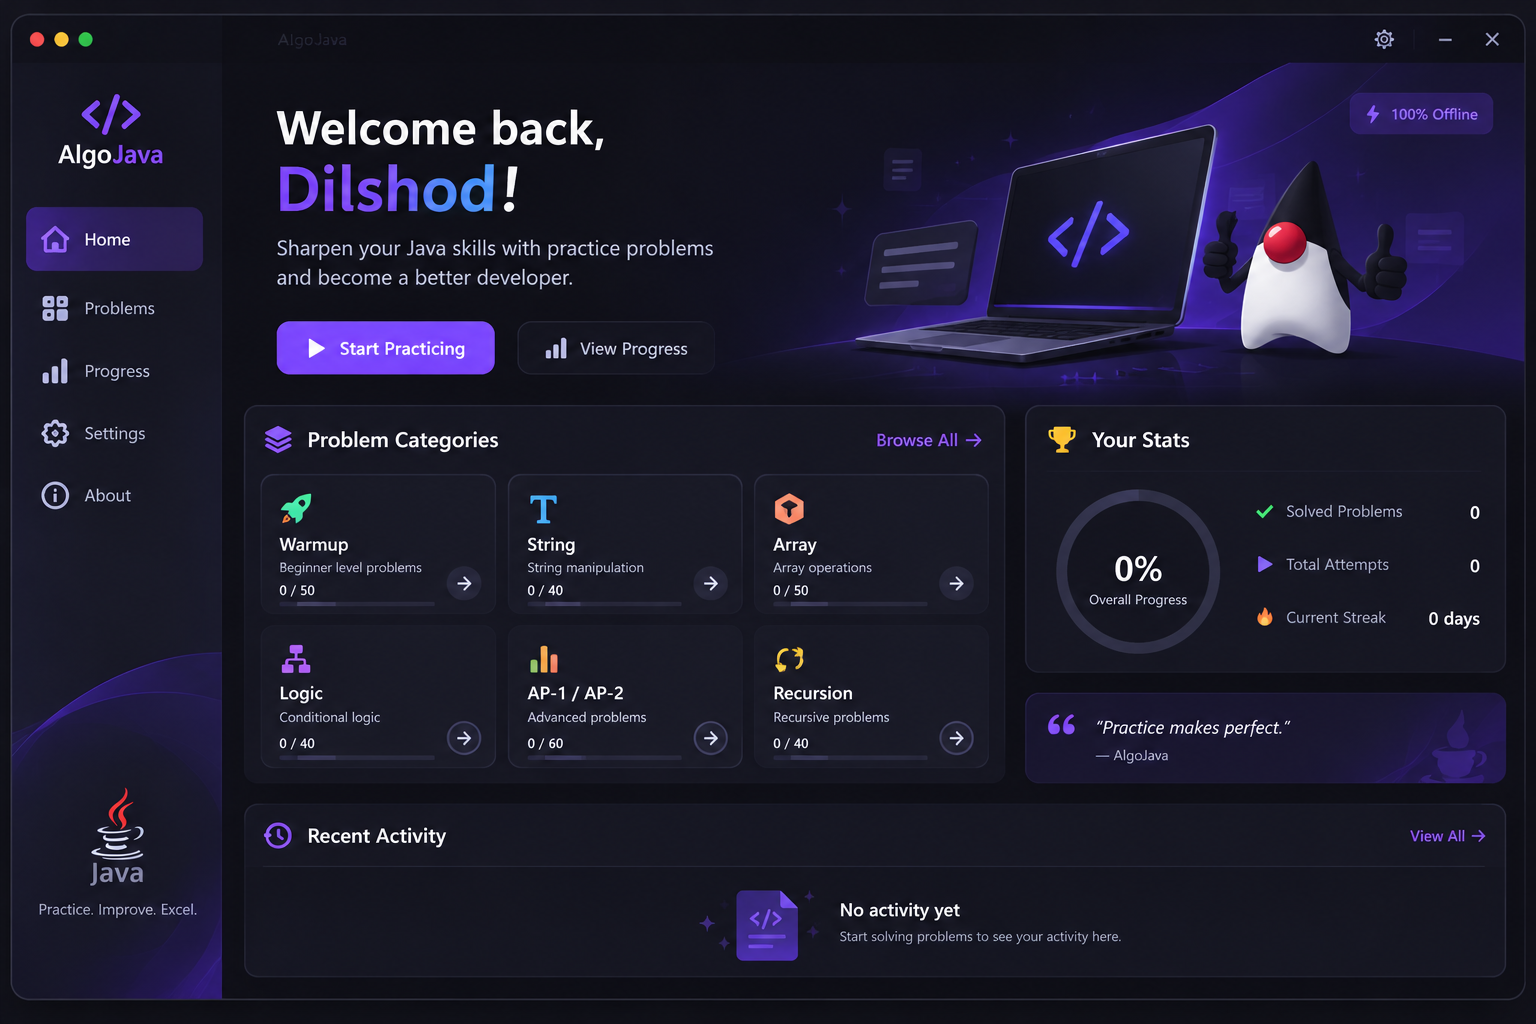 AlgoJava
AlgoJava
Home
Problems
Progress
Settings
About
Java
Practice. Improve. Excel.
Welcome back,
Dilshod!
Sharpen your Java skills with practice problems
and become a better developer.
Start Practicing
View Progress
100% Offline
Problem Categories
Browse All →
Warmup
Beginner level problems
0 / 50
String
String manipulation
0 / 40
Array
Array operations
0 / 50
Logic
Conditional logic
0 / 40
AP-1 / AP-2
Advanced problems
0 / 60
Recursion
Recursive problems
0 / 40
Your Stats
0%
Overall Progress
Solved Problems 0
Total Attempts 0
Current Streak 0 days
“Practice makes perfect.”
— AlgoJava
Recent Activity
View All →
No activity yet
Start solving problems to see your activity here.